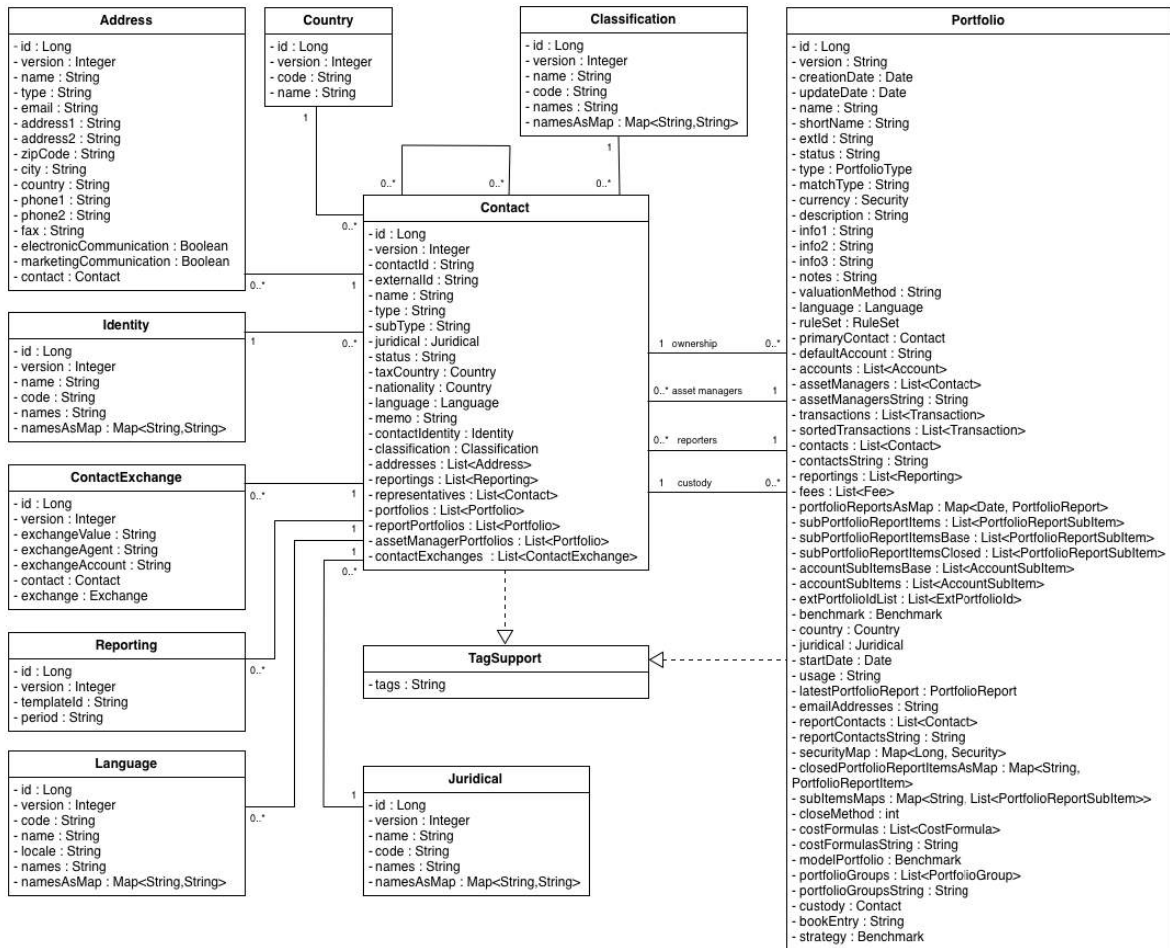 Address
- id : Long
- version : Integer
- name : String
- type : String
- email : String
- address1 : String
- address2 : String
- zipCode : String
- city : String
- country : String
- phone1 : String
- phone2 : String
- fax : String
- electronicCommunication : Boolean
- marketingCommunication : Boolean
- contact : Contact
Country
- id : Long
- version : Integer
- code : String
- name : String
1
Classification
- id : Long
- version : Integer
- name : String
- code : String
- names : String
- namesAsMap : Map<String,String>
1
0..*
0..*
0..*
0..*
0..*
1
Contact
- id : Long
- version : Integer
- contactId : String
- externalId : String
- name : String
- type : String
- subType : String
- juridical : Juridical
- status : String
- taxCountry : Country
- nationality : Country
- language : Language
- memo : String
- contactIdentity : Identity
- classification : Classification
- addresses : List<Address>
- reportings : List<Reporting>
- representatives : List<Contact>
- portfolios : List<Portfolio>
- reportPortfolios : List<Portfolio>
- assetManagerPortfolios : List<Portfolio>
- contactExchanges : List<ContactExchange>
Identity
- id : Long
- version : Integer
- name : String
- code : String
- names : String
- namesAsMap : Map<String,String>
1
0..*
ContactExchange
- id : Long
- version : Integer
- exchangeValue : String
- exchangeAgent : String
- exchangeAccount : String
- contact : Contact
- exchange : Exchange
0..*
1
1
1
0..*
Reporting
- id : Long
- version : Integer
- templateId : String
- period : String
0..*
Language
- id : Long
- version : Integer
- code : String
- name : String
- locale : String
- names : String
- namesAsMap : Map<String,String>
0..*
TagSupport
- tags : String
1
Juridical
- id : Long
- version : Integer
- name : String
- code : String
- names : String
- namesAsMap : Map<String,String>
1 ownership 0..*
0..* asset managers 1
0..* reporters 1
1 custody 0..*
Portfolio
- id : Long
- version : String
- creationDate : Date
- updateDate : Date
- name : String
- shortName : String
- extId : String
- status : String
- type : PortfolioType
- matchType : String
- currency : Security
- description : String
- info1 : String
- info2 : String
- info3 : String
- notes : String
- valuationMethod : String
- language : Language
- ruleSet : RuleSet
- primaryContact : Contact
- defaultAccount : String
- accounts : List<Account>
- assetManagers : List<Contact>
- assetManagersString : String
- transactions : List<Transaction>
- sortedTransactions : List<Transaction>
- contacts : List<Contact>
- contactsString : String
- reportings : List<Reporting>
- fees : List<Fee>
- portfolioReportsAsMap : Map<Date, PortfolioReport>
- subPortfolioReportItems : List<PortfolioReportSubItem>
- subPortfolioReportItemsBase : List<PortfolioReportSubItem>
- subPortfolioReportItemsClosed : List<PortfolioReportSubItem>
- accountSubItemsBase : List<AccountSubItem>
- accountSubItems : List<AccountSubItem>
- extPortfolioIdList : List<ExtPortfolioId>
- benchmark : Benchmark
- country : Country
- juridical : Juridical
- startDate : Date
- usage : String
- latestPortfolioReport : PortfolioReport
- emailAddresses : String
- reportContacts : List<Contact>
- reportContactsString : String
- securityMap : Map<Long, Security>
- closedPortfolioReportItemsAsMap : Map<String,
PortfolioReportItem>
- subItemsMaps : Map<String, List<PortfolioReportSubItem>>
- closeMethod : int
- costFormulas : List<CostFormula>
- costFormulasString : String
- modelPortfolio : Benchmark
- portfolioGroups : List<PortfolioGroup>
- portfolioGroupsString : String
- custody : Contact
- bookEntry : String
- strategy : Benchmark